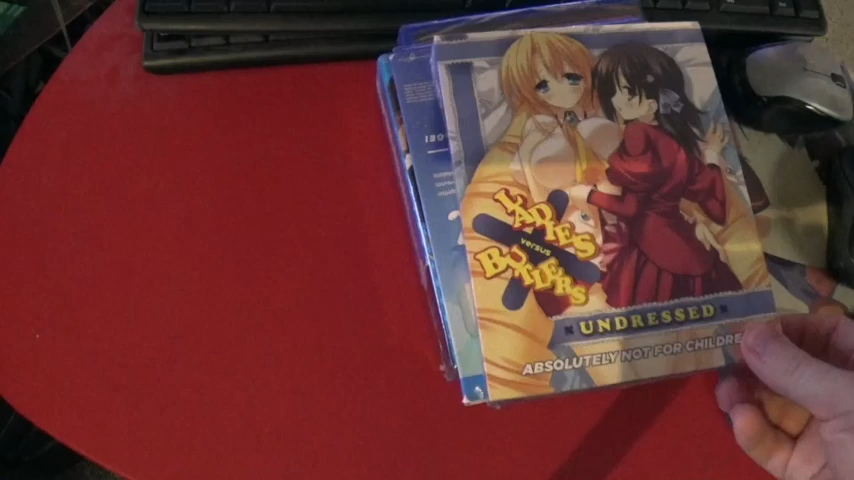 LADIES
versus
BUTLERS
UNDRESSED
ABSOLUTELY NOT FOR CHILDRE